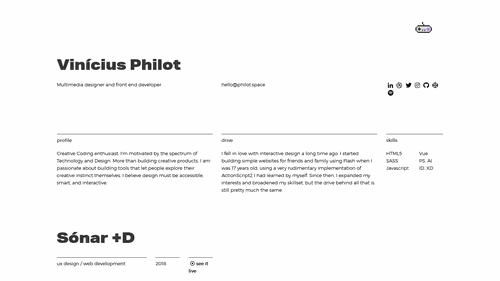 Vinícius Philot
Multimedia designer and front end developer
hello@philot.space
profile
Creative Coding enthusiast. I'm motivated by the spectrum of
Technology and Design. More than building creative products, I am
passionate about building tools that let people explore their
creative instinct themselves. I believe design must be accessible,
smart, and interactive.
drive
I fell in love with interactive design a long time ago. I started
building simple websites for friends and family using Flash when I
was 17 years old, using a very rudimentary implementation of
ActionScript2 I had learned by myself. Since then, I expanded my
interests and broadened my skillset, but the drive behind all that is
still pretty much the same.
skills
HTML5
SASS
Javascript
Vue
PS, AI
ID, XD
Sónar +D
ux design / web development
2018
see it
live